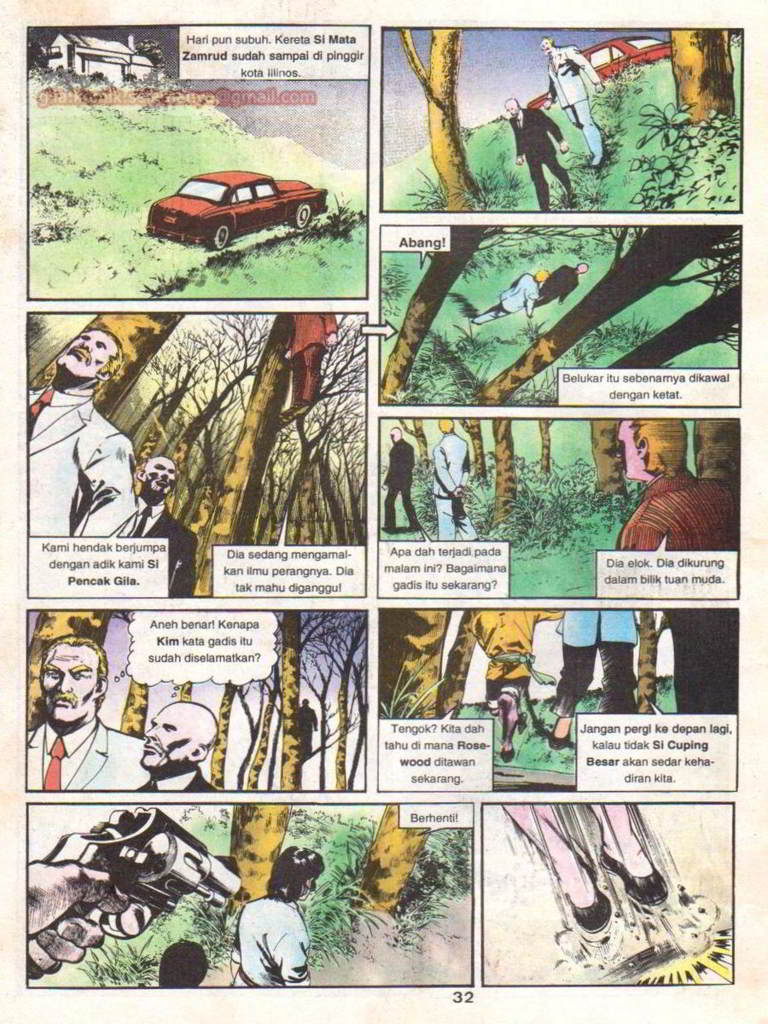 Hari pun subuh. Kereta Si Mata
Zamrud sudah sampai di pinggir
kota Ilinos.
Abang!
Belukar itu sebenarnya dikawal
dengan ketat.
Kami hendak berjumpa
dengan adik kami Si
Pencak Gila.
Dia sedang mengamal-
kan ilmu perangnya. Dia
tak mahu diganggu!
Apa dah terjadi pada
malam ini? Bagaimana
gadis itu sekarang?
Dia elok. Dia dikurung
dalam bilik tuan muda.
Aneh benar! Kenapa
Kim kata gadis itu
sudah diselamatkan?
Tengok? Kita dah
tahu di mana Rose-
wood ditawan
sekarang.
Jangan pergi ke depan lagi,
kalau tidak Si Cuping
Besar akan sedar keha-
diran kita.
Berhenti!
32